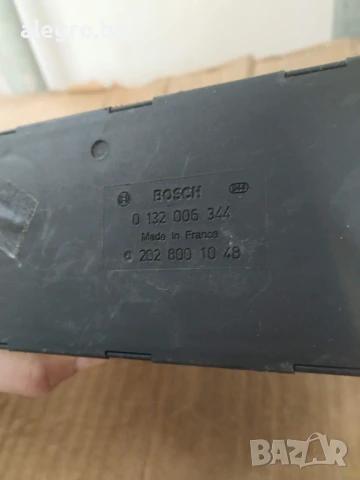 alegro.bg
BOSCH
0 132 006 344
Made in France
202 800 10 48
BAZAR